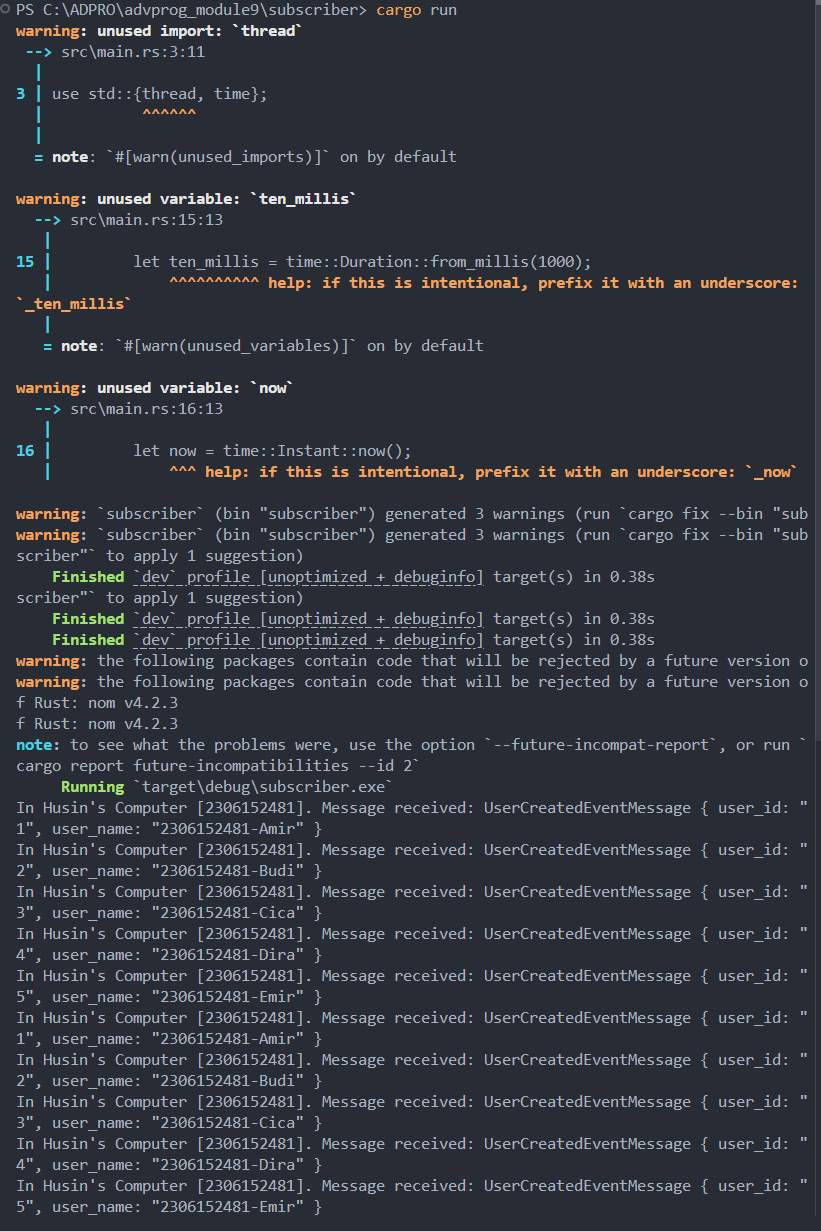 PS C:\ADPRO\advprog_module9\subscriber> cargo run
warning: unused import: `thread`
 --> src\main.rs:3:11
  |
3 | use std::{thread, time};
  |           ^^^^^^
  |
  = note: `#[warn(unused_imports)]` on by default

warning: unused variable: `ten_millis`
  --> src\main.rs:15:13
   |
15 |         let ten_millis = time::Duration::from_millis(1000);
   |             ^^^^^^^^^^ help: if this is intentional, prefix it with an underscore:
`_ten_millis`
   |
   = note: `#[warn(unused_variables)]` on by default

warning: unused variable: `now`
  --> src\main.rs:16:13
   |
16 |         let now = time::Instant::now();
   |             ^^^ help: if this is intentional, prefix it with an underscore: `_now`

warning: `subscriber` (bin "subscriber") generated 3 warnings (run `cargo fix --bin "sub
warning: `subscriber` (bin "subscriber") generated 3 warnings (run `cargo fix --bin "sub
scriber"` to apply 1 suggestion)
    Finished `dev` profile [unoptimized + debuginfo] target(s) in 0.38s
scriber"` to apply 1 suggestion)
    Finished `dev` profile [unoptimized + debuginfo] target(s) in 0.38s
    Finished `dev` profile [unoptimized + debuginfo] target(s) in 0.38s
warning: the following packages contain code that will be rejected by a future version o
warning: the following packages contain code that will be rejected by a future version o
f Rust: nom v4.2.3
f Rust: nom v4.2.3
note: to see what the problems were, use the option `--future-incompat-report`, or run `
cargo report future-incompatibilities --id 2`
     Running `target\debug\subscriber.exe`
In Husin's Computer [2306152481]. Message received: UserCreatedEventMessage { user_id: "
1", user_name: "2306152481-Amir" }
In Husin's Computer [2306152481]. Message received: UserCreatedEventMessage { user_id: "
2", user_name: "2306152481-Budi" }
In Husin's Computer [2306152481]. Message received: UserCreatedEventMessage { user_id: "
3", user_name: "2306152481-Cica" }
In Husin's Computer [2306152481]. Message received: UserCreatedEventMessage { user_id: "
4", user_name: "2306152481-Dira" }
In Husin's Computer [2306152481]. Message received: UserCreatedEventMessage { user_id: "
5", user_name: "2306152481-Emir" }
In Husin's Computer [2306152481]. Message received: UserCreatedEventMessage { user_id: "
1", user_name: "2306152481-Amir" }
In Husin's Computer [2306152481]. Message received: UserCreatedEventMessage { user_id: "
2", user_name: "2306152481-Budi" }
In Husin's Computer [2306152481]. Message received: UserCreatedEventMessage { user_id: "
3", user_name: "2306152481-Cica" }
In Husin's Computer [2306152481]. Message received: UserCreatedEventMessage { user_id: "
4", user_name: "2306152481-Dira" }
In Husin's Computer [2306152481]. Message received: UserCreatedEventMessage { user_id: "
5", user_name: "2306152481-Emir" }